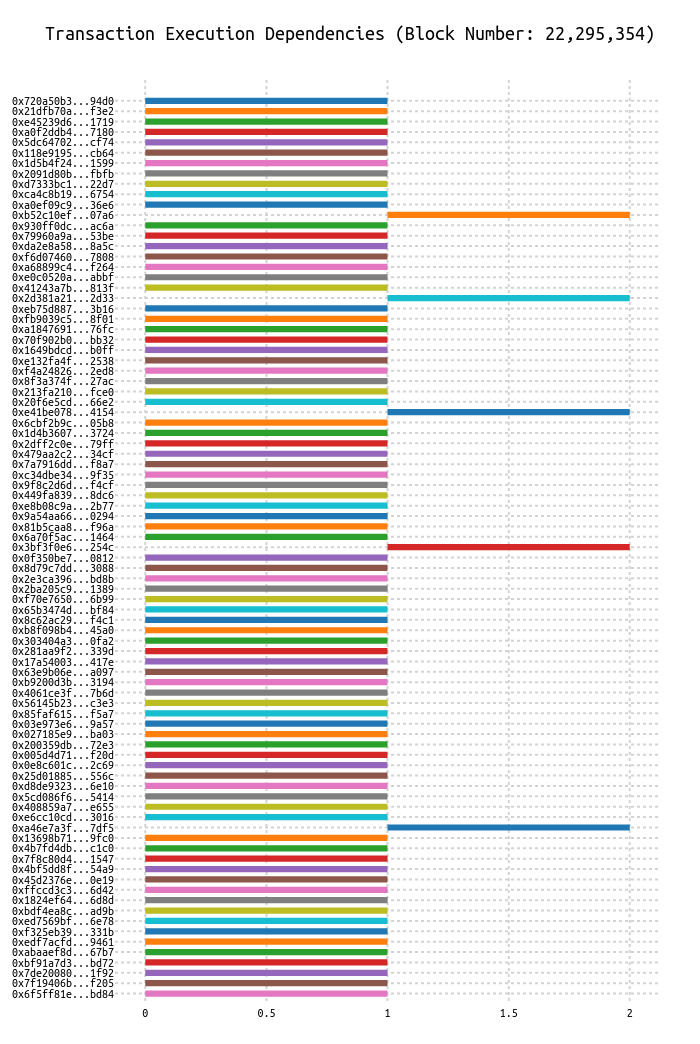 Transaction Execution Dependencies (Block Number: 22,295,354)
0x720a50b3...94d0
0x21dfb70a...f3e2
0xe45239d6...1719
0xa0f2ddb4...7180
0x5dc64702...cf74
0x118e9195...cb64
0x1d5b4f24...1599
0x2091d80b...fbfb
0xd7333bc1...22d7
0xca4c8b19...6754
0xa0ef09c9...36e6
0xb52c10ef...07a6
0x930ff0dc...ac6a
0x79960a9a...53be
0xda2e8a58...8a5c
0xf6d07460...7808
0xa68899c4...f264
0xe0c0520a...abbf
0x41243a7b...813f
0x2d381a21...2d33
0xeb75d887...3b16
0xfb9039c5...8f01
0xa1847691...76fc
0x70f902b0...bb32
0x1649bdcd...b0ff
0xe132fa4f...2538
0xf4a24826...2ed8
0x8f3a374f...27ac
0x213fa210...fce0
0x20f6e5cd...66e2
0xe41be078...4154
0x6cbf2b9c...05b8
0x1d4b3607...3724
0x2dff2c0e...79ff
0x479aa2c2...34cf
0x7a7916dd...f8a7
0xc34dbe34...9f35
0x9f8c2d6d...f4cf
0x449fa839...8dc6
0xe8b08c9a...2b77
0x9a54aa66...0294
0x81b5caa8...f96a
0x6a70f5ac...1464
0x3bf3f0e6...254c
0x0f350be7...0812
0x8d79c7dd...3088
0x2e3ca396...bd8b
0x2ba205c9...1389
0xf70e7650...6b99
0x65b3474d...bf84
0x8c62ac29...f4c1
0xb8f098b4...45a0
0x303404a3...0fa2
0x281aa9f2...339d
0x17a54003...417e
0x63e9b06e...a097
0xb9200d3b...3194
0x4061ce3f...7b6d
0x56145b23...c3e3
0x85faf615...f5a7
0x03e973e6...9a57
0x027185e9...ba03
0x200359db...72e3
0x005d4d71...f20d
0x0e8c601c...2c69
0x25d01885...556c
0xd8de9323...6e10
0x5cd086f6...5414
0x408859a7...e655
0xe6cc10cd...3016
0xa46e7a3f...7df5
0x13698b71...9fc0
0x4b7fd4db...c1c0
0x7f8c80d4...1547
0x4bf5dd8f...54a9
0x45d2376e...0e19
0xffccd3c3...6d42
0x1824ef64...6d8d
0xbdf4ea8c...ad9b
0xed7569bf...6e78
0xf325eb39...331b
0xedf7acfd...9461
0xabaaef8d...67b7
0xbf91a7d3...bd72
0x7de20080...1f92
0x7f19406b...f205
0x6f5ff81e...bd84
0 0.5 1 1.5 2